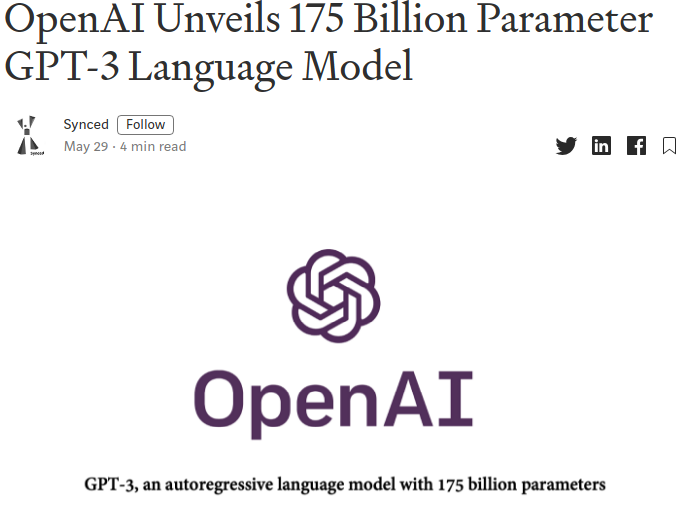 OpenAI Unveils 175 Billion Parameter
GPT-3 Language Model
Synced Follow
May 29 · 4 min read
OpenAI
GPT-3, an autoregressive language model with 175 billion parameters